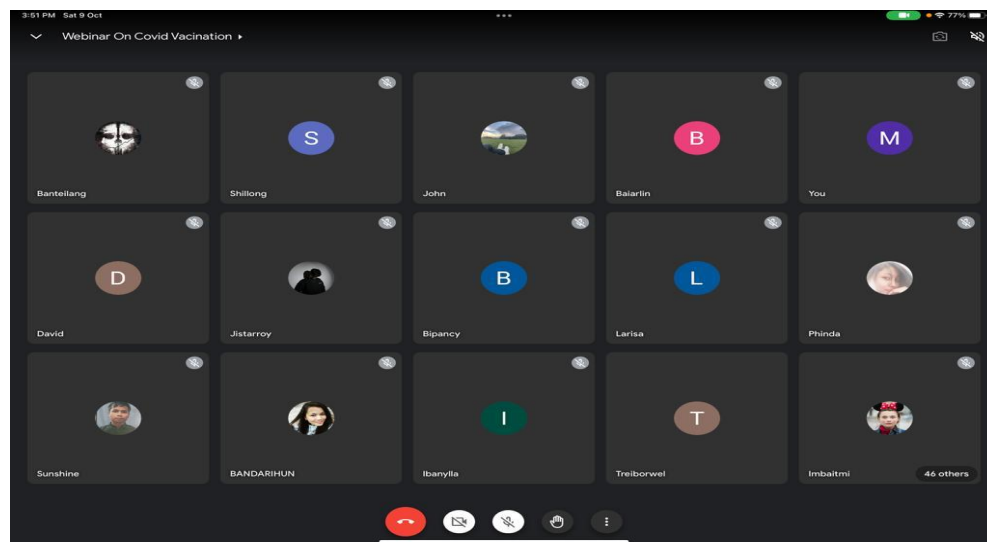 3:51 PM Sat 9 Oct
77%
Webinar On Covid Vacination
S
B
M
Banteilang
Shillong
John
Baiarlin
You
D
B
L
David
Jistarroy
Bipancy
Larisa
Phinda
I
T
Sunshine
BANDARIHUN
Ibanylla
Treiborwel
Imbaitmi
46 others